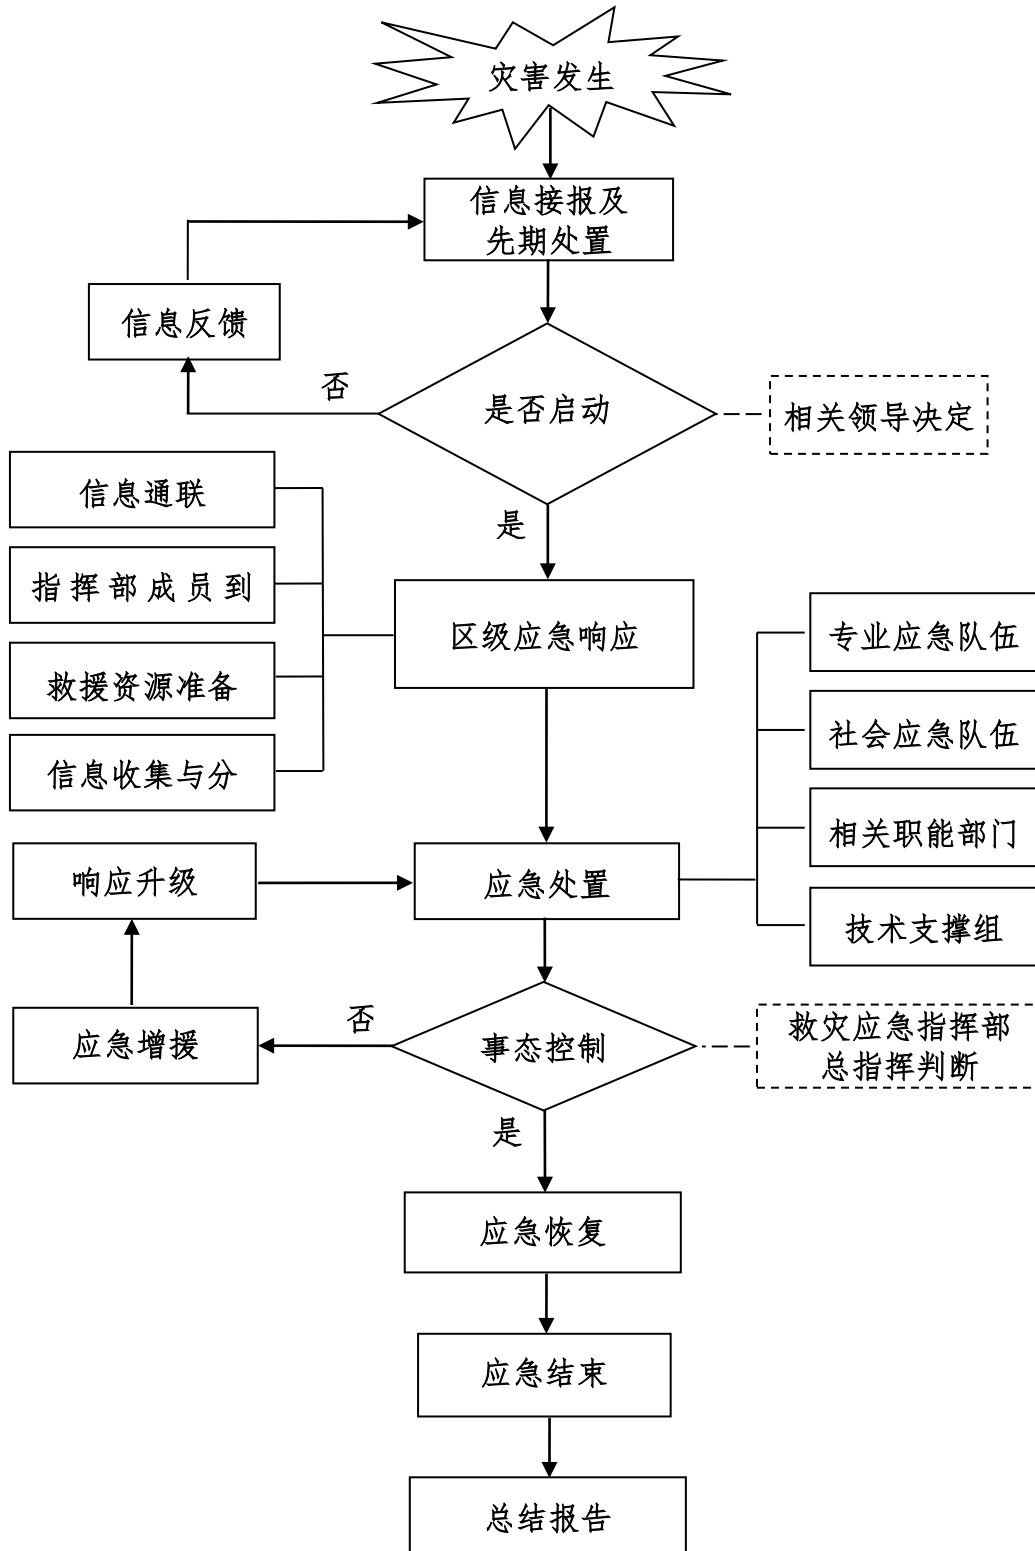 灾害发生
信息接报及
先期处置
信息反馈
否
是否启动
相关领导决定
是
信息通联
指挥部成员到
救援资源准备
信息收集与分
区级应急响应
专业应急队伍
社会应急队伍
相关职能部门
技术支撑组
响应升级
应急处置
应急增援
否
事态控制
救灾应急指挥部
总指挥判断
是
应急恢复
应急结束
总结报告